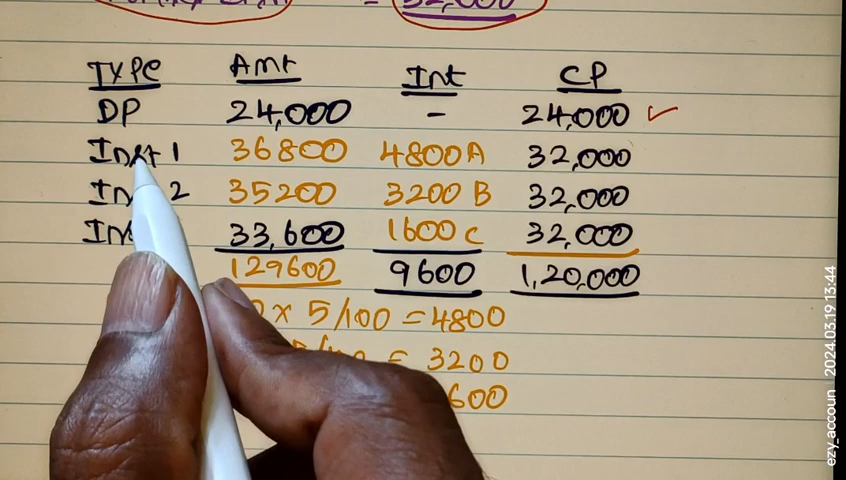 = 32,000
TYPE Amt Int CP
DP 24,000 - 24,000 ✓
Inst 1 36800 4800A 32,000
2 35200 3200 B 32,000
33,600 1600 C 32,000
129600 9600 1,20,000
x 5/100 = 4800
= 3200
600
ezy_accoun 2024.03.19 13:44